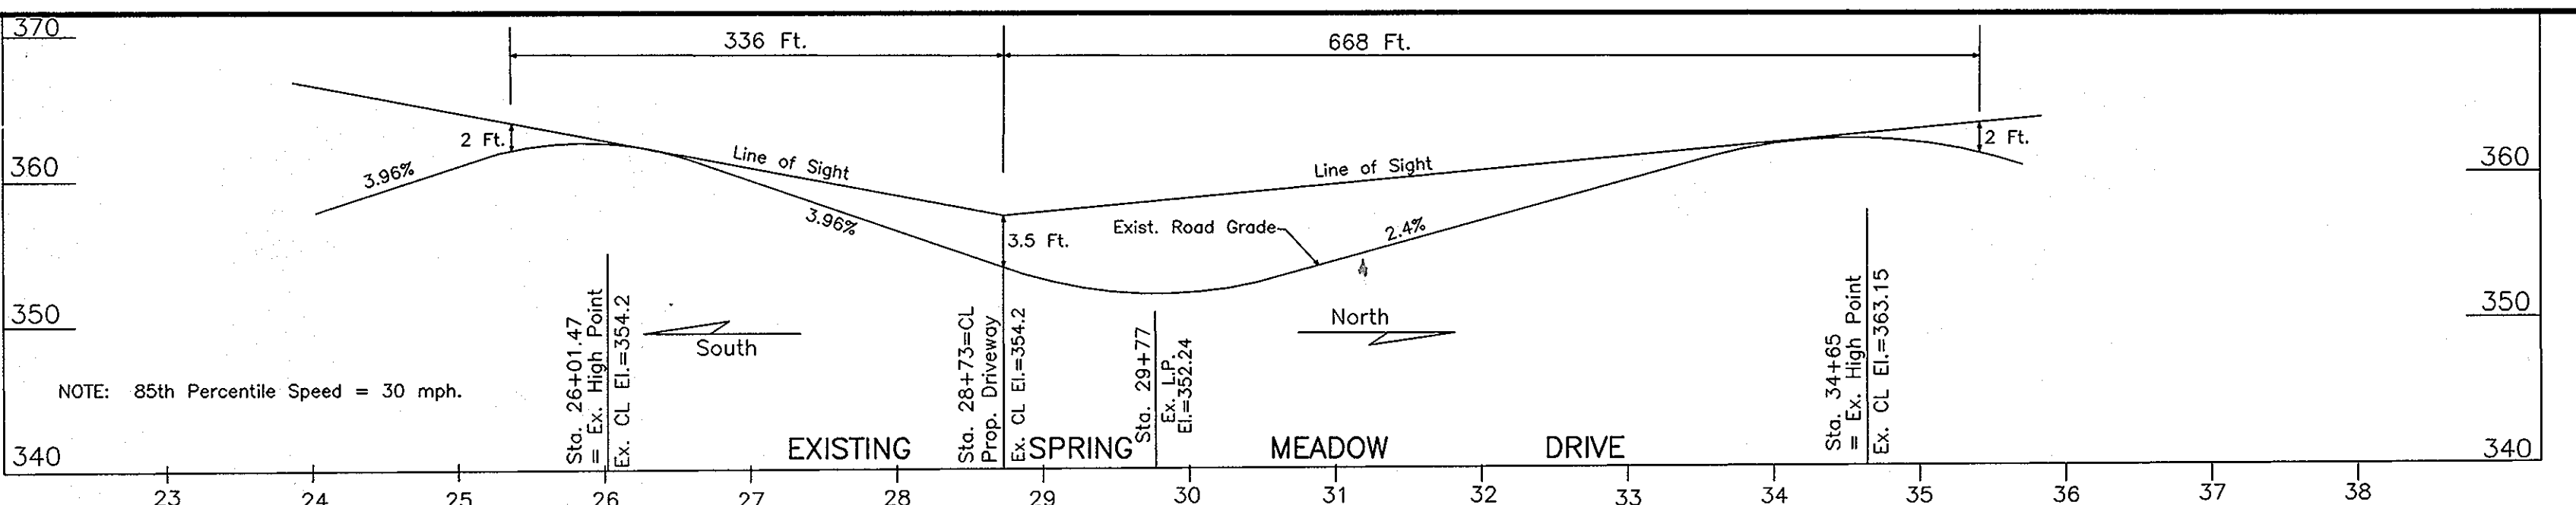 370
336 Ft.
668 Ft.
2 Ft.
Line of Sight
Line of Sight
2 Ft.
360
3.96%
3.96%
3.5 Ft.
Exist. Road Grade
2.4%
360
350
South
North
350
NOTE: 85th Percentile Speed = 30 mph.
Sta. 26+01.47
= Ex. High Point
Ex. CL El.=354.2
Sta. 28+73=CL
Prop. Driveway
Ex. CL El.=354.2
Sta. 29+77
Ex. L.P.
El.=352.24
Sta. 34+65
= Ex. High Point
Ex. CL El.=363.15
EXISTING SPRING MEADOW DRIVE
340
340
23 24 25 26 27 28 29 30 31 32 33 34 35 36 37 38